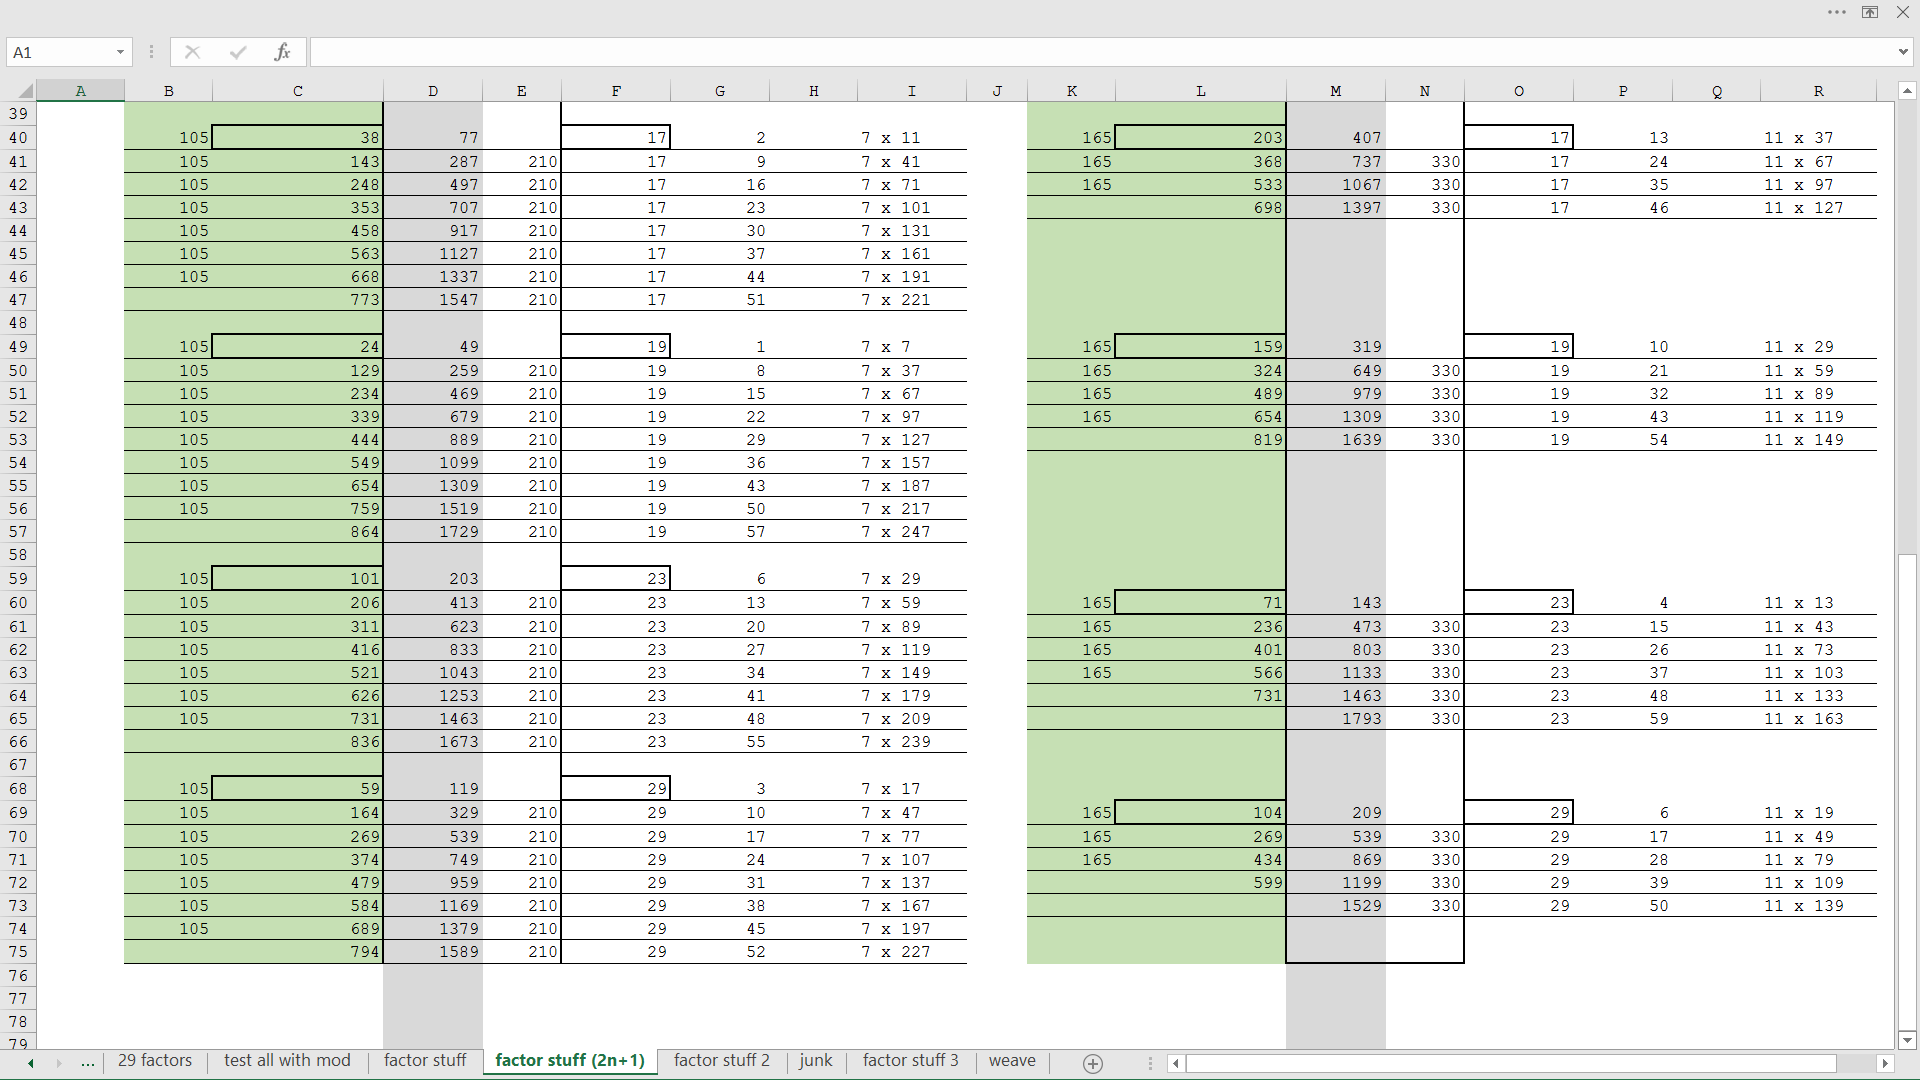 A1 fx
A B C D E F G H I J K L M N O P Q R
39
40 105 38 77 17 2 7 x 11 165 203 407 17 13 11 x 37
41 105 143 287 210 17 9 7 x 41 165 368 737 330 17 24 11 x 67
42 105 248 497 210 17 16 7 x 71 165 533 1067 330 17 35 11 x 97
43 105 353 707 210 17 23 7 x 101 698 1397 330 17 46 11 x 127
44 105 458 917 210 17 30 7 x 131
45 105 563 1127 210 17 37 7 x 161
46 105 668 1337 210 17 44 7 x 191
47 773 1547 210 17 51 7 x 221
48
49 105 24 49 19 1 7 x 7 165 159 319 19 10 11 x 29
50 105 129 259 210 19 8 7 x 37 165 324 649 330 19 21 11 x 59
51 105 234 469 210 19 15 7 x 67 165 489 979 330 19 32 11 x 89
52 105 339 679 210 19 22 7 x 97 165 654 1309 330 19 43 11 x 119
53 105 444 889 210 19 29 7 x 127 819 1639 330 19 54 11 x 149
54 105 549 1099 210 19 36 7 x 157
55 105 654 1309 210 19 43 7 x 187
56 105 759 1519 210 19 50 7 x 217
57 864 1729 210 19 57 7 x 247
58
59 105 101 203 23 6 7 x 29
60 105 206 413 210 23 13 7 x 59 165 71 143 23 4 11 x 13
61 105 311 623 210 23 20 7 x 89 165 236 473 330 23 15 11 x 43
62 105 416 833 210 23 27 7 x 119 165 401 803 330 23 26 11 x 73
63 105 521 1043 210 23 34 7 x 149 165 566 1133 330 23 37 11 x 103
64 105 626 1253 210 23 41 7 x 179 731 1463 330 23 48 11 x 133
65 105 731 1463 210 23 48 7 x 209 1793 330 23 59 11 x 163
66 836 1673 210 23 55 7 x 239
67
68 105 59 119 29 3 7 x 17
69 105 164 329 210 29 10 7 x 47 165 104 209 29 6 11 x 19
70 105 269 539 210 29 17 7 x 77 165 269 539 330 29 17 11 x 49
71 105 374 749 210 29 24 7 x 107 165 434 869 330 29 28 11 x 79
72 105 479 959 210 29 31 7 x 137 599 1199 330 29 39 11 x 109
73 105 584 1169 210 29 38 7 x 167 1529 330 29 50 11 x 139
74 105 689 1379 210 29 45 7 x 197
75 794 1589 210 29 52 7 x 227
76
77
78
79
... 29 factors test all with mod factor stuff factor stuff (2n+1) factor stuff 2 junk factor stuff 3 weave